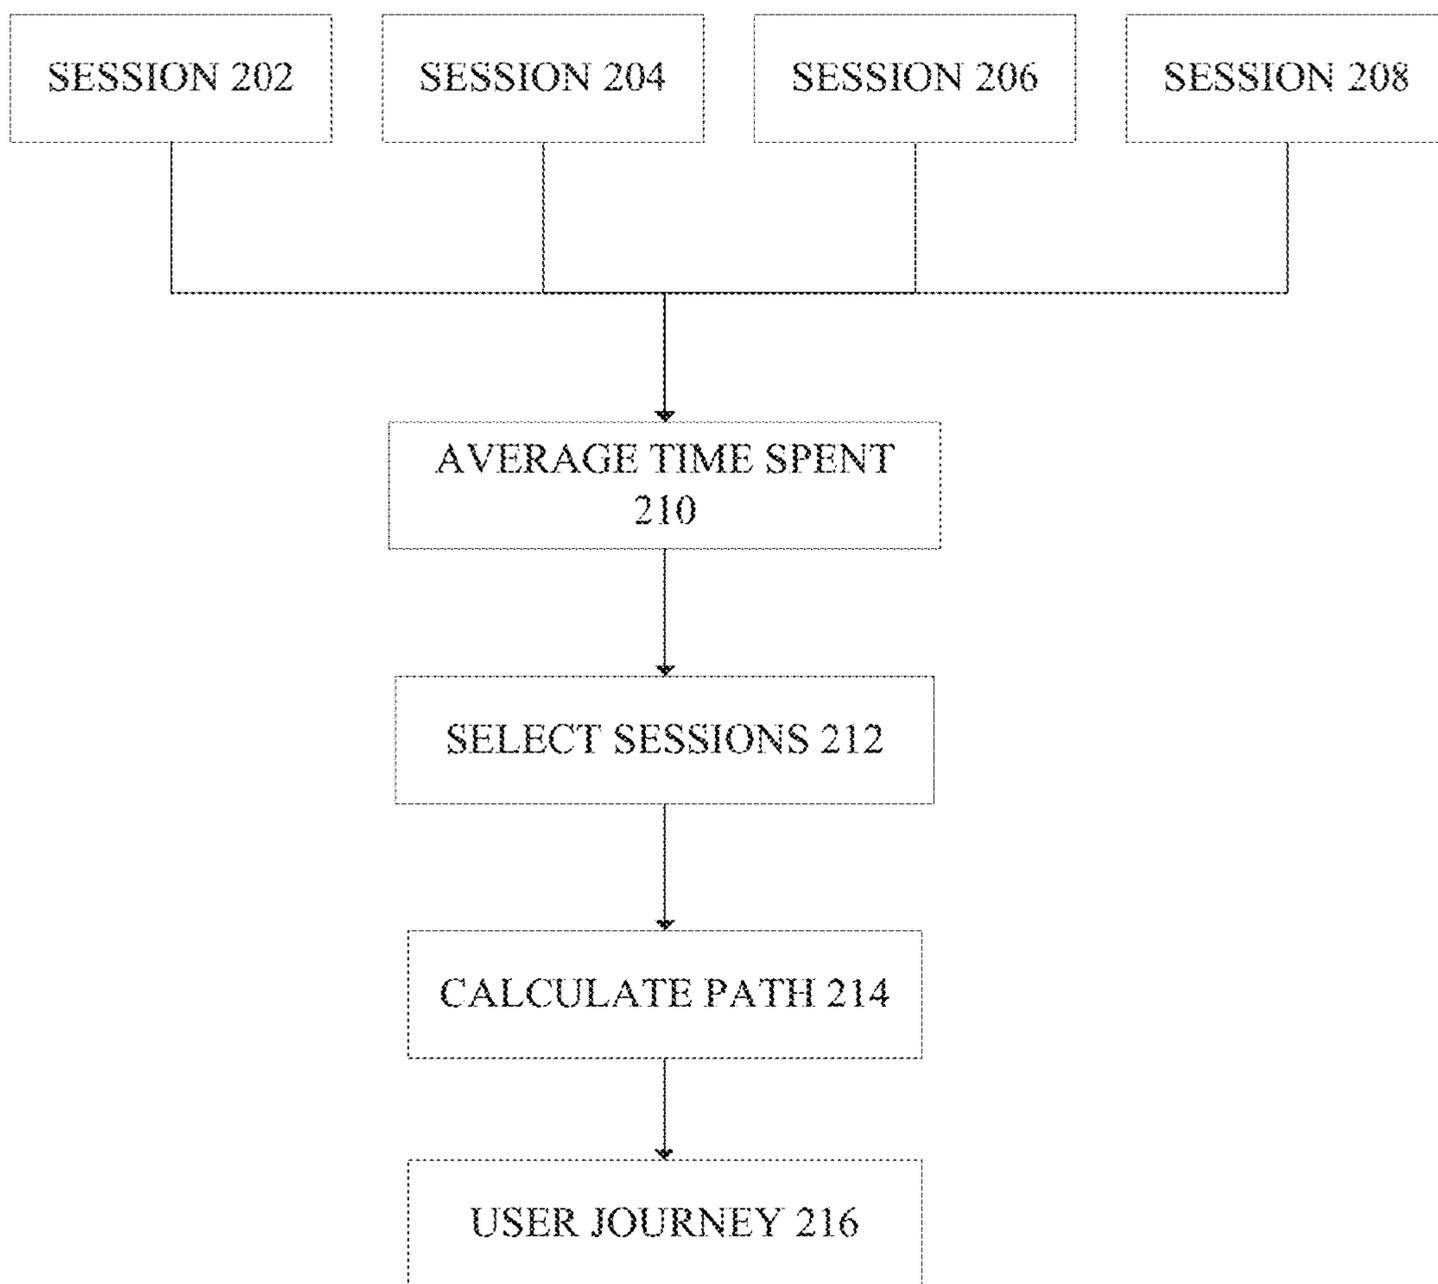 SESSION 202
SESSION 204
SESSION 206
SESSION 208
AVERAGE TIME SPENT
210
SELECT SESSIONS 212
CALCULATE PATH 214
USER JOURNEY 216